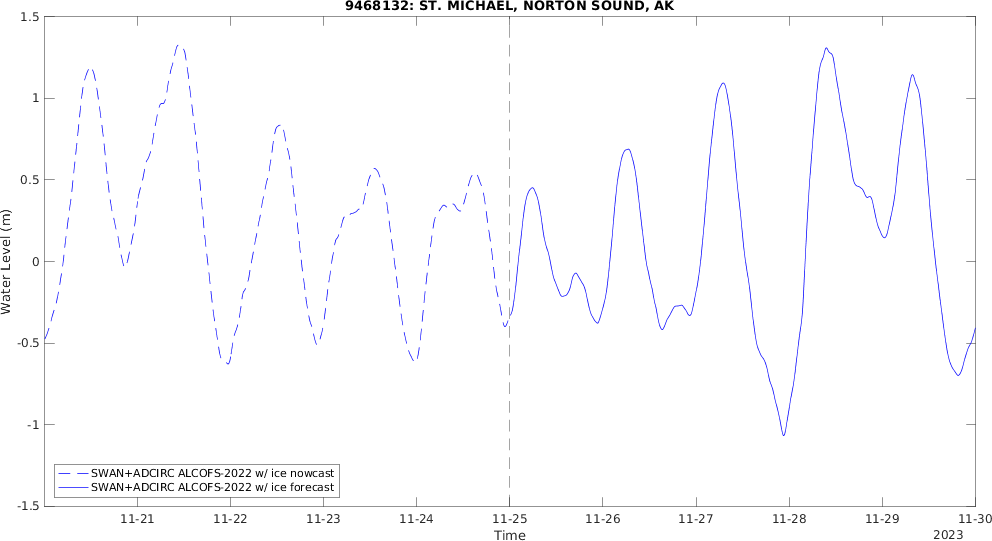 9468132: ST. MICHAEL, NORTON SOUND, AK
1.5
1
0.5
0
-0.5
-1
-1.5
Water Level (m)
SWAN+ADCIRC ALCOFS-2022 w/ ice nowcast
SWAN+ADCIRC ALCOFS-2022 w/ ice forecast
11-21 11-22 11-23 11-24 11-25 11-26 11-27 11-28 11-29 11-30
Time
2023